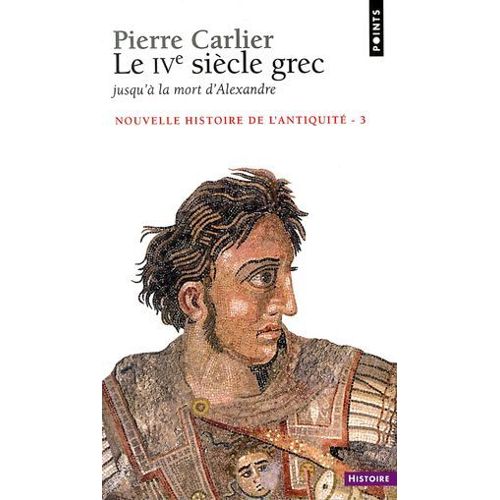 POINTS
Pierre Carlier
Le IVe siècle grec
jusqu'à la mort d'Alexandre
NOUVELLE HISTOIRE DE L'ANTIQUITÉ - 3
HISTOIRE